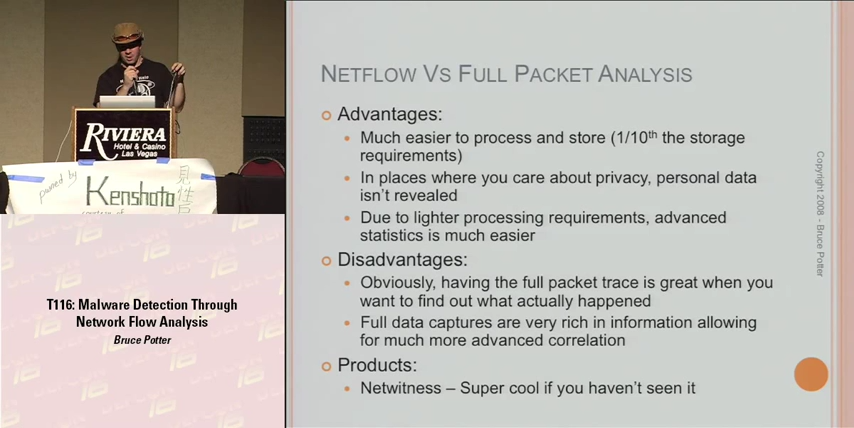 RIVIERA
Hotel & Casino
Las Vegas
owned by
Kenshoto
T116: Malware Detection Through
Network Flow Analysis
Bruce Potter
NETFLOW VS FULL PACKET ANALYSIS
Advantages:
Much easier to process and store (1/10th the storage
requirements)
In places where you care about privacy, personal data
isn't revealed
Due to lighter processing requirements, advanced
statistics is much easier
Disadvantages:
Obviously, having the full packet trace is great when you
want to find out what actually happened
Full data captures are very rich in information allowing
for much more advanced correlation
Products:
Netwitness – Super cool if you haven't seen it
Copyright 2008 - Bruce Potter